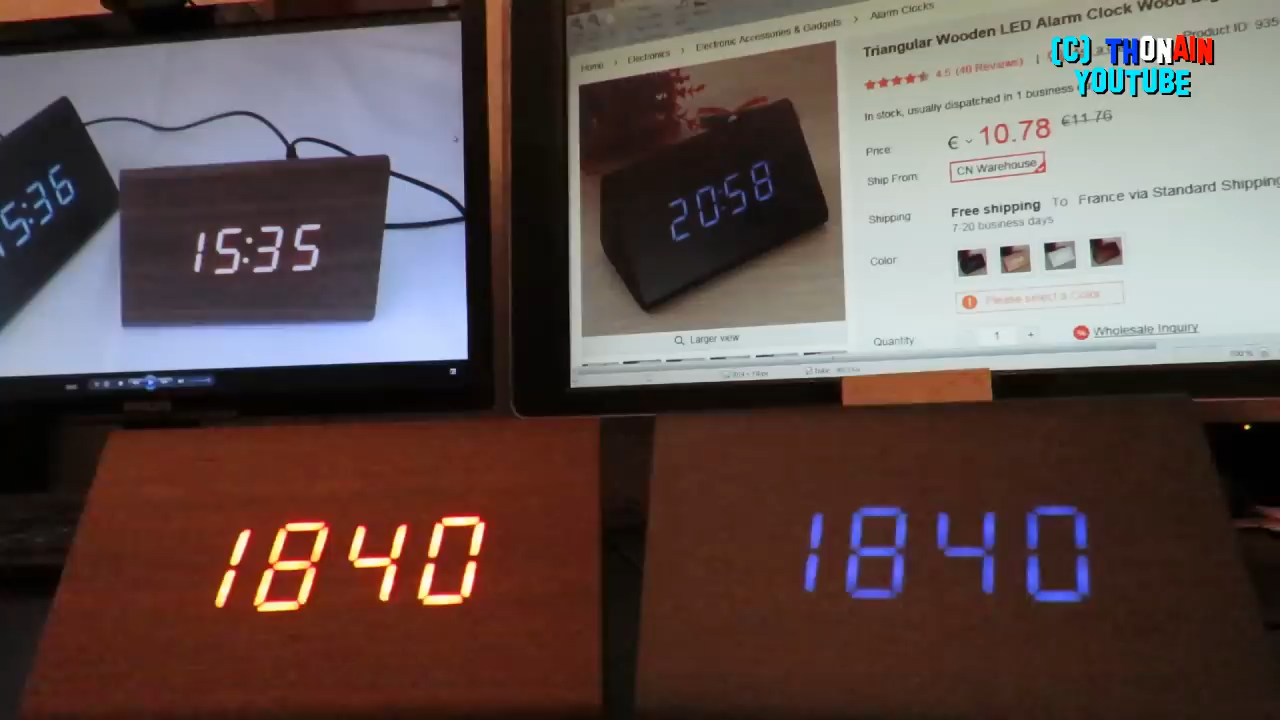 Home > Electronics > Electronic Accessories & Gadgets > Alarm Clocks
Triangular Wooden LED Alarm Clock Wood
Product ID: 935
4.5 (40 Reviews) |
(C) THONAIN
YOUTUBE
In stock, usually dispatched in 1 business
Price: € 10.78 €11.76
Ship From: CN Warehouse
Shipping Free shipping To France via Standard Shipping
7-20 business days
Color:
Please select a Color
Quantity - 1 + Wholesale Inquiry
Larger view
20:58
15:36
15:35
1840
1840